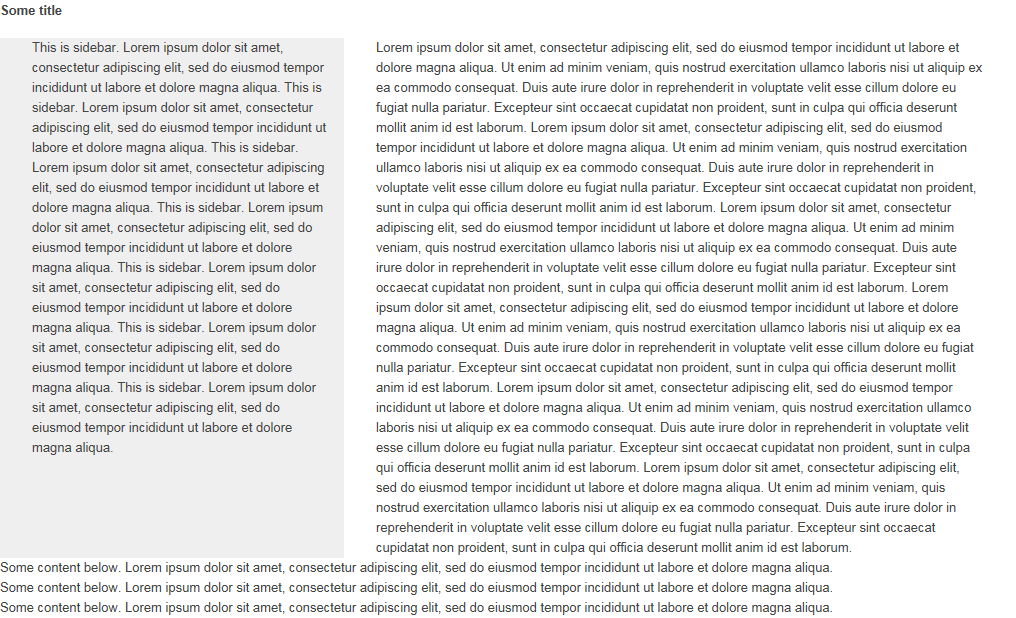 Some title
This is sidebar. Lorem ipsum dolor sit amet,
consectetur adipiscing elit, sed do eiusmod tempor
incididunt ut labore et dolore magna aliqua. This is
sidebar. Lorem ipsum dolor sit amet, consectetur
adipiscing elit, sed do eiusmod tempor incididunt ut
labore et dolore magna aliqua. This is sidebar.
Lorem ipsum dolor sit amet, consectetur adipiscing
elit, sed do eiusmod tempor incididunt ut labore et
dolore magna aliqua. This is sidebar. Lorem ipsum
dolor sit amet, consectetur adipiscing elit, sed do
eiusmod tempor incididunt ut labore et dolore
magna aliqua. This is sidebar. Lorem ipsum dolor
sit amet, consectetur adipiscing elit, sed do
eiusmod tempor incididunt ut labore et dolore
magna aliqua. This is sidebar. Lorem ipsum dolor
sit amet, consectetur adipiscing elit, sed do
eiusmod tempor incididunt ut labore et dolore
magna aliqua. This is sidebar. Lorem ipsum dolor
sit amet, consectetur adipiscing elit, sed do
eiusmod tempor incididunt ut labore et dolore
magna aliqua.
Lorem ipsum dolor sit amet, consectetur adipiscing elit, sed do eiusmod tempor incididunt ut labore et
dolore magna aliqua. Ut enim ad minim veniam, quis nostrud exercitation ullamco laboris nisi ut aliquip ex
ea commodo consequat. Duis aute irure dolor in reprehenderit in voluptate velit esse cillum dolore eu
fugiat nulla pariatur. Excepteur sint occaecat cupidatat non proident, sunt in culpa qui officia deserunt
mollit anim id est laborum. Lorem ipsum dolor sit amet, consectetur adipiscing elit, sed do eiusmod
tempor incididunt ut labore et dolore magna aliqua. Ut enim ad minim veniam, quis nostrud exercitation
ullamco laboris nisi ut aliquip ex ea commodo consequat. Duis aute irure dolor in reprehenderit in
voluptate velit esse cillum dolore eu fugiat nulla pariatur. Excepteur sint occaecat cupidatat non proident,
sunt in culpa qui officia deserunt mollit anim id est laborum. Lorem ipsum dolor sit amet, consectetur
adipiscing elit, sed do eiusmod tempor incididunt ut labore et dolore magna aliqua. Ut enim ad minim
veniam, quis nostrud exercitation ullamco laboris nisi ut aliquip ex ea commodo consequat. Duis aute
irure dolor in reprehenderit in voluptate velit esse cillum dolore eu fugiat nulla pariatur. Excepteur sint
occaecat cupidatat non proident, sunt in culpa qui officia deserunt mollit anim id est laborum. Lorem
ipsum dolor sit amet, consectetur adipiscing elit, sed do eiusmod tempor incididunt ut labore et dolore
magna aliqua. Ut enim ad minim veniam, quis nostrud exercitation ullamco laboris nisi ut aliquip ex ea
commodo consequat. Duis aute irure dolor in reprehenderit in voluptate velit esse cillum dolore eu fugiat
nulla pariatur. Excepteur sint occaecat cupidatat non proident, sunt in culpa qui officia deserunt mollit
anim id est laborum. Lorem ipsum dolor sit amet, consectetur adipiscing elit, sed do eiusmod tempor
incididunt ut labore et dolore magna aliqua. Ut enim ad minim veniam, quis nostrud exercitation ullamco
laboris nisi ut aliquip ex ea commodo consequat. Duis aute irure dolor in reprehenderit in voluptate velit
esse cillum dolore eu fugiat nulla pariatur. Excepteur sint occaecat cupidatat non proident, sunt in culpa
qui officia deserunt mollit anim id est laborum. Lorem ipsum dolor sit amet, consectetur adipiscing elit,
sed do eiusmod tempor incididunt ut labore et dolore magna aliqua. Ut enim ad minim veniam, quis
nostrud exercitation ullamco laboris nisi ut aliquip ex ea commodo consequat. Duis aute irure dolor in
reprehenderit in voluptate velit esse cillum dolore eu fugiat nulla pariatur. Excepteur sint occaecat
cupidatat non proident, sunt in culpa qui officia deserunt mollit anim id est laborum.
Some content below. Lorem ipsum dolor sit amet, consectetur adipiscing elit, sed do eiusmod tempor incididunt ut labore et dolore magna aliqua.
Some content below. Lorem ipsum dolor sit amet, consectetur adipiscing elit, sed do eiusmod tempor incididunt ut labore et dolore magna aliqua.
Some content below. Lorem ipsum dolor sit amet, consectetur adipiscing elit, sed do eiusmod tempor incididunt ut labore et dolore magna aliqua.